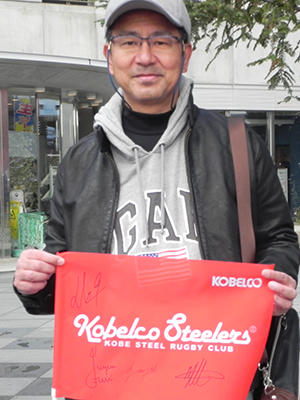 GAP
KOBELCO
Kobelco Steelers®
KOBE STEEL RUGBY CLUB